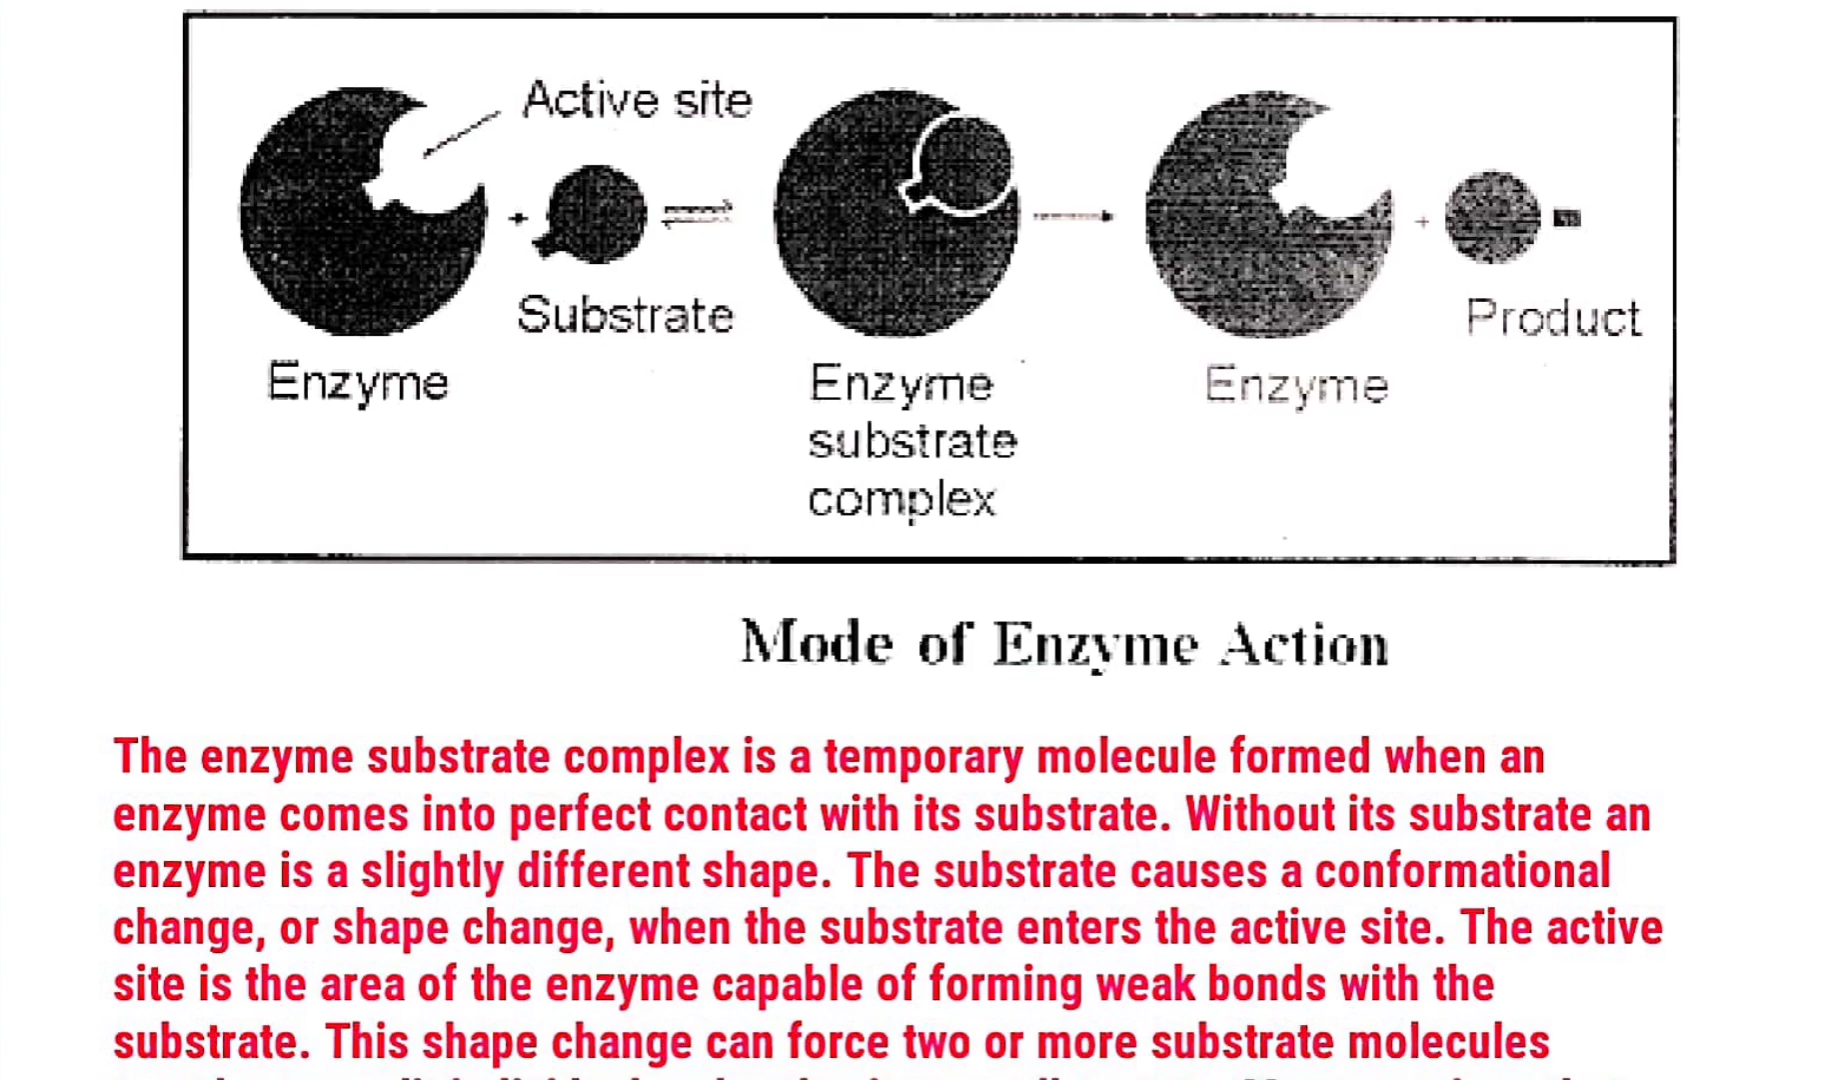 Active site
+
Substrate
Enzyme
Enzyme
substrate
complex
Enzyme
+
Product
Mode of Enzyme Action
The enzyme substrate complex is a temporary molecule formed when an
enzyme comes into perfect contact with its substrate. Without its substrate an
enzyme is a slightly different shape. The substrate causes a conformational
change, or shape change, when the substrate enters the active site. The active
site is the area of the enzyme capable of forming weak bonds with the
substrate. This shape change can force two or more substrate molecules